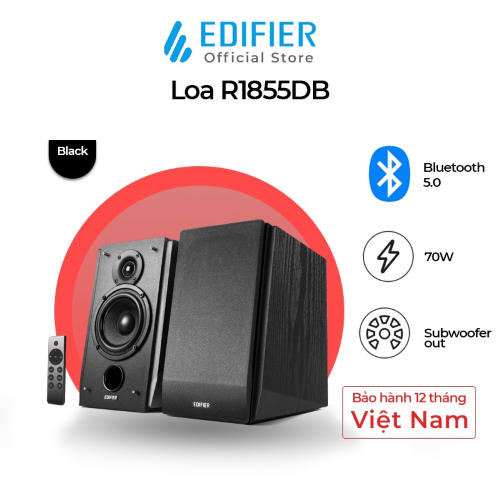 EDIFIER
Official Store
Loa R1855DB
Black
Bluetooth
5.0
70W
Subwoofer
out
EDIFIER
EDIFIER
Bảo hành 12 tháng
Việt Nam